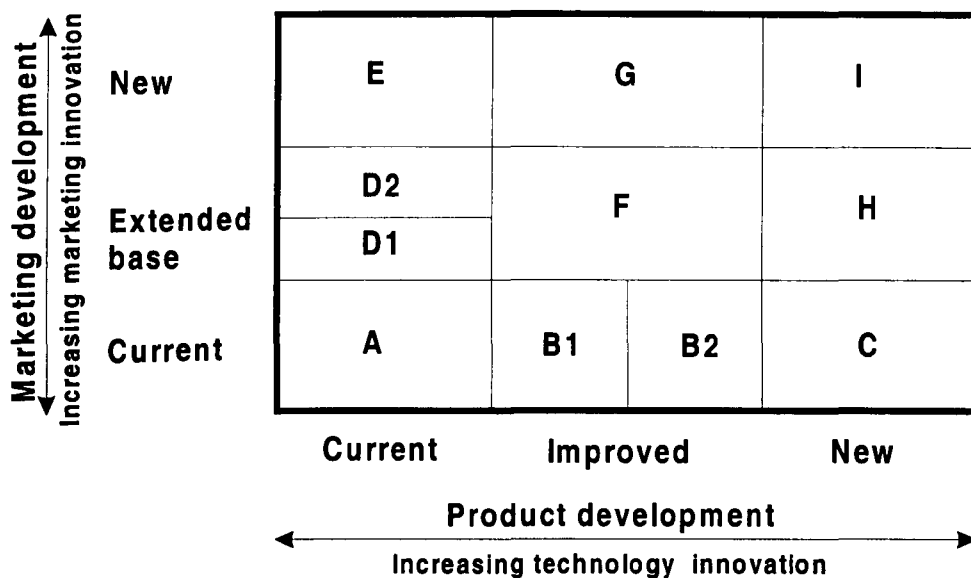 Marketing development
Increasing marketing innovation
New
E
G
I
D2
Extended
base
D1
F
H
Current
A
B1
B2
C
Current
Improved
New
Product development
Increasing technology innovation